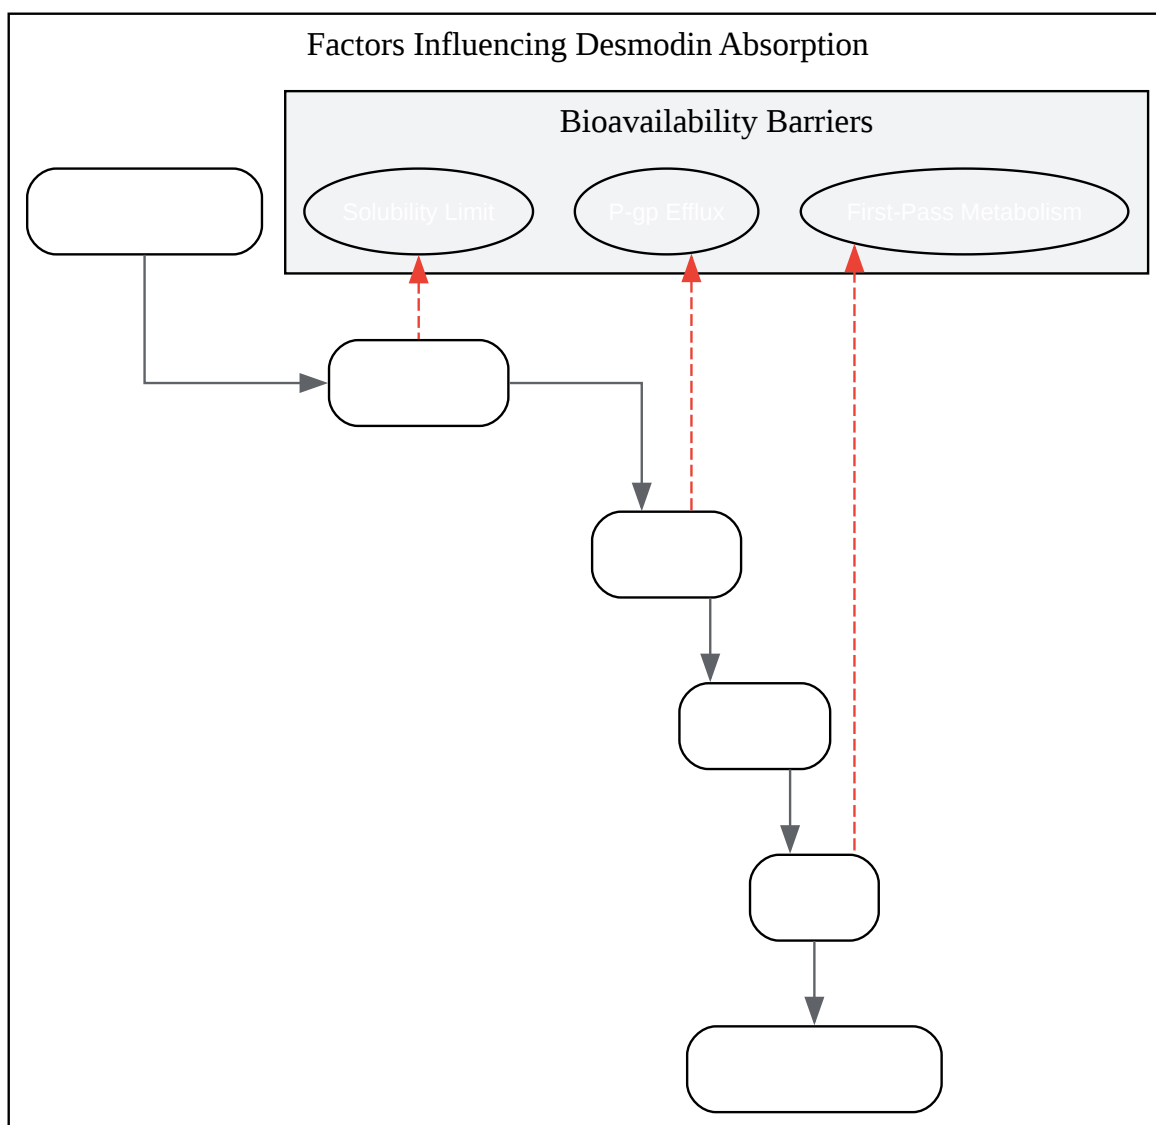 Factors Influencing Desmodin Absorption
Bioavailability Barriers
Solubility Limit
P-gp Efflux
First-Pass Metabolism